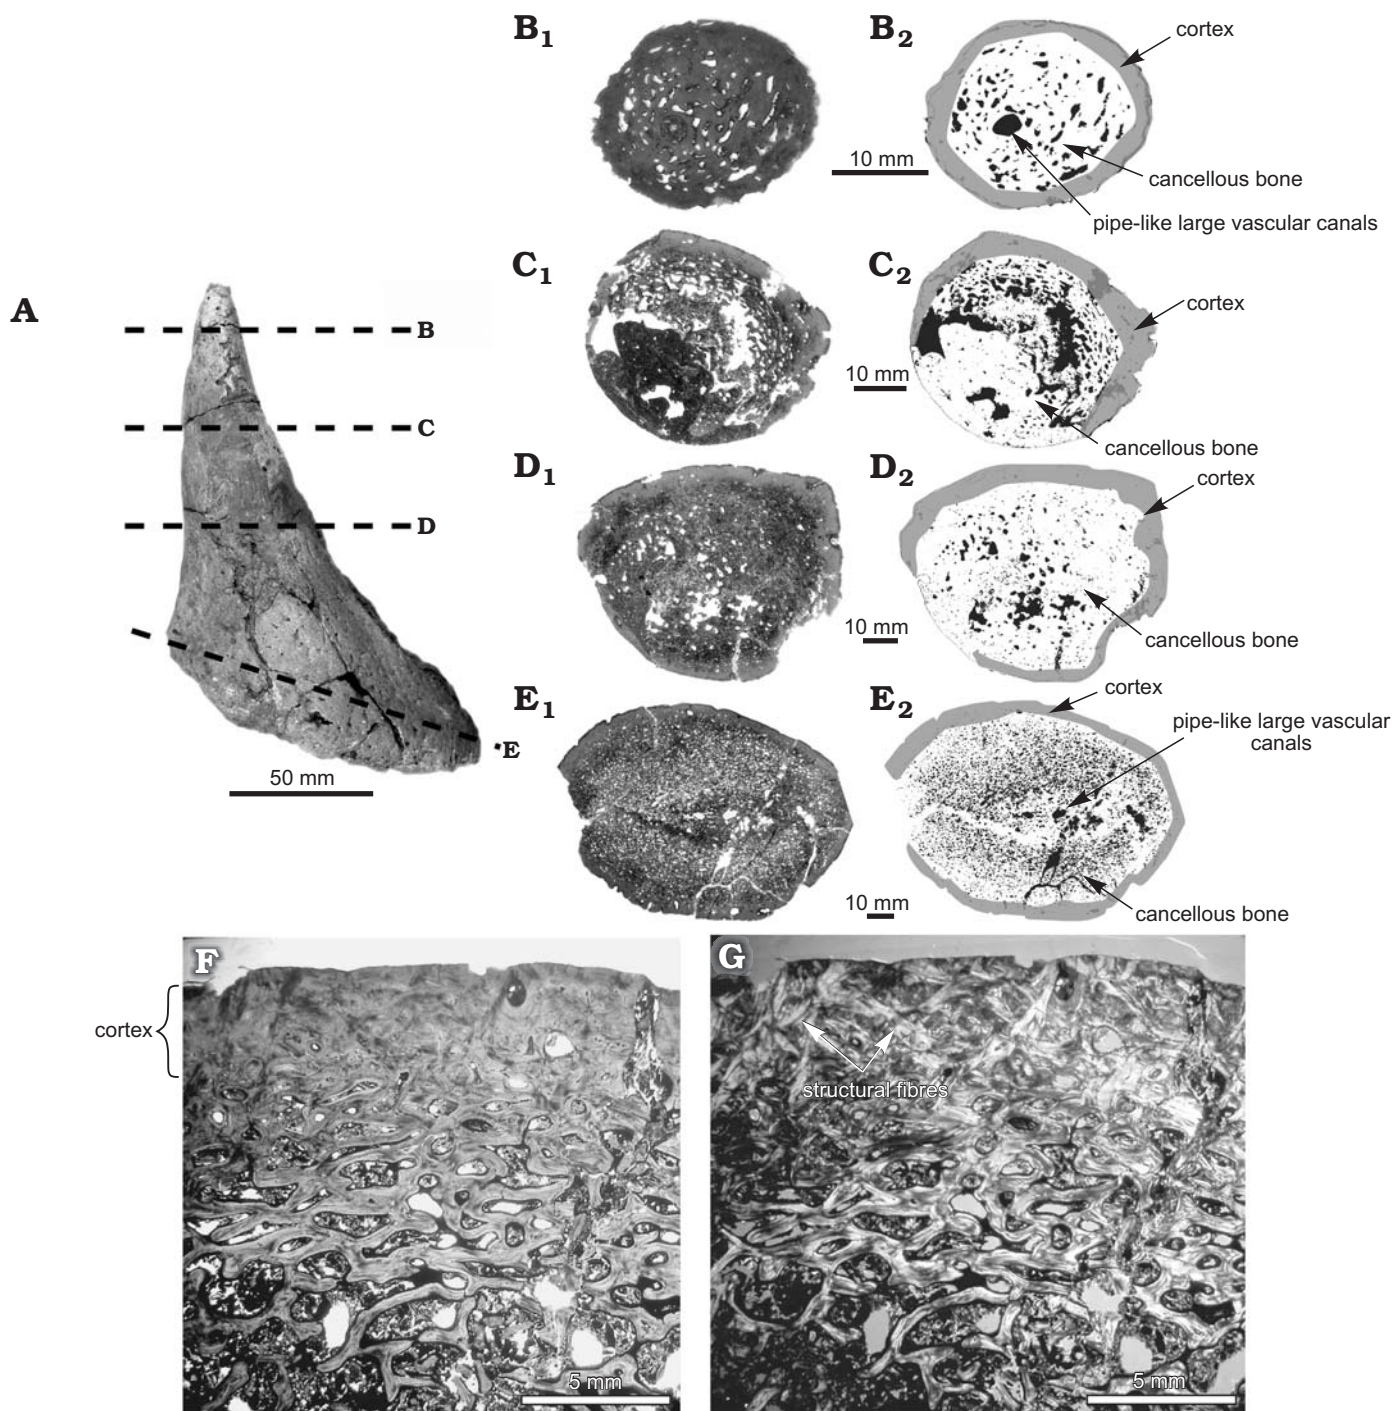 A
B
C
D
E
50 mm
B1
B2
cortex
10 mm
cancellous bone
pipe-like large vascular canals
C1
C2
cortex
10 mm
cancellous bone
D1
D2
cortex
10 mm
cancellous bone
E1
E2
cortex
pipe-like large vascular
canals
10 mm
cancellous bone
F
cortex
5 mm
G
structural fibres
5 mm